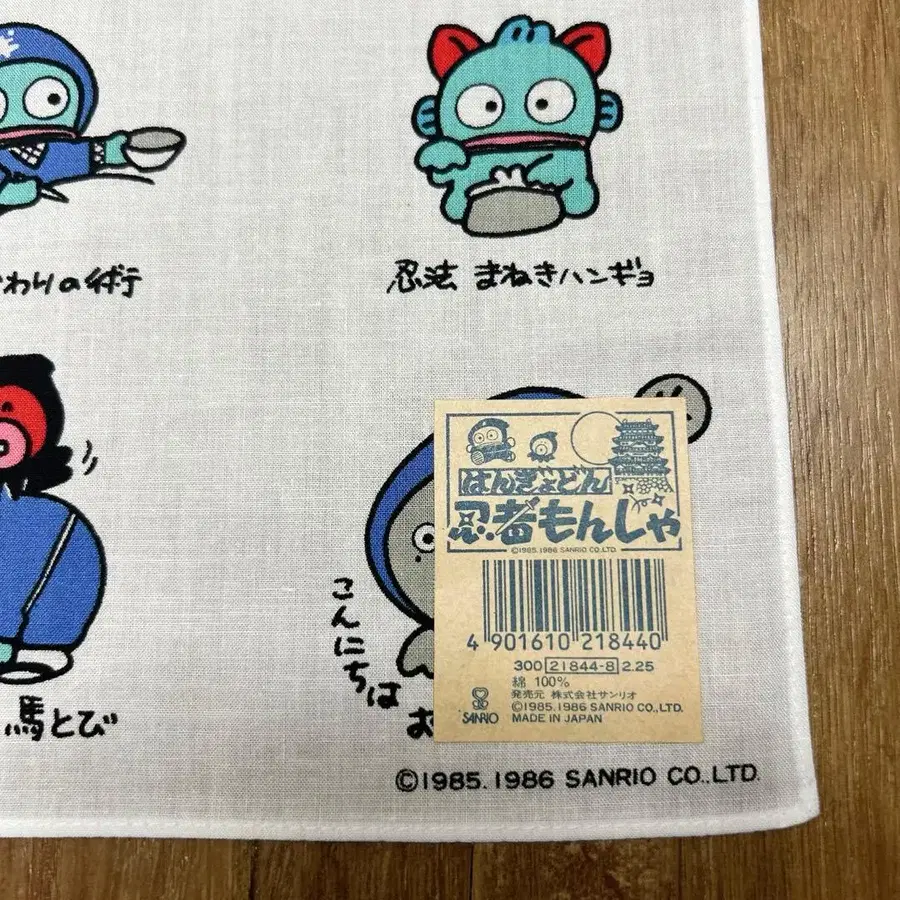 わりの術
忍法 まねきハンギョ
はんぎょどん
忍者もんじゃ
©1985.1986 SANRIO CO.,LTD.
4 901610 218440
300 21844-8 2.25
綿 100%
発売元 株式会社サンリオ
©1985.1986 SANRIO CO.,LTD.
MADE IN JAPAN
SANRIO
こんにちは
馬とび
お
©1985.1986 SANRIO CO.,LTD.